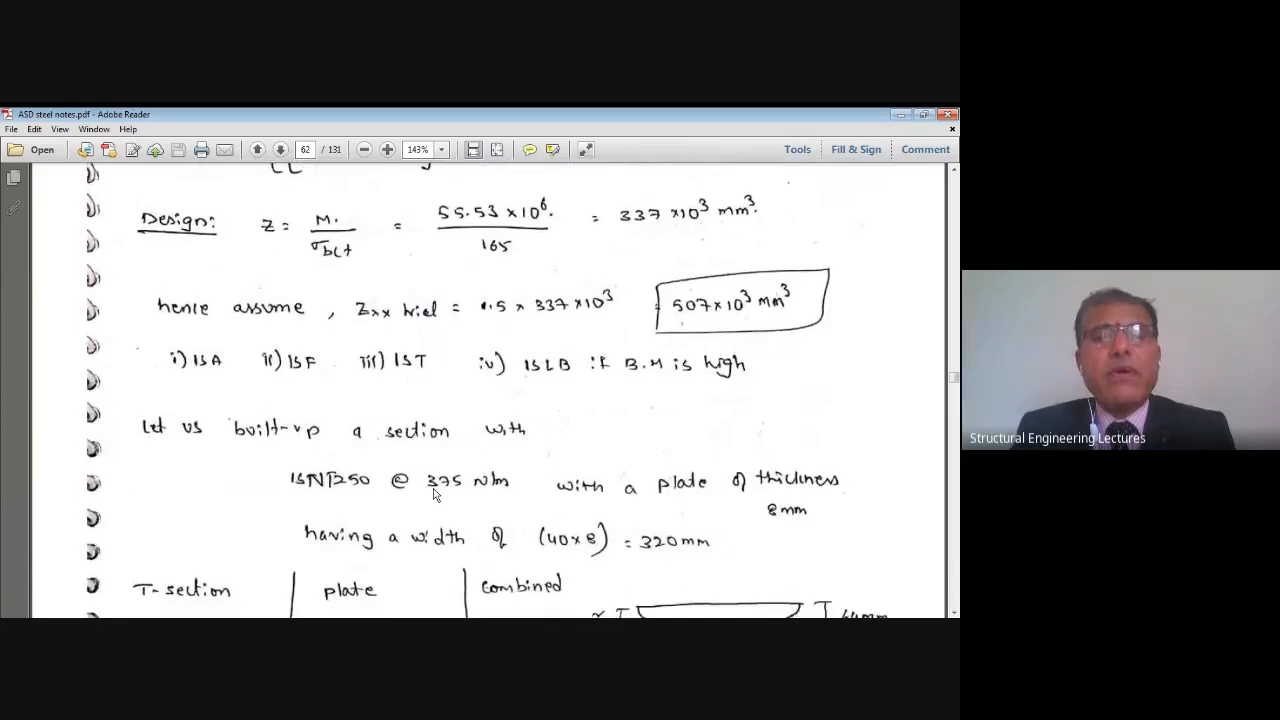 ASD steel notes.pdf - Adobe Reader
File Edit View Window Help
Open 62 / 131 143% Tools Fill & Sign Comment
Design: Z = M. / σbct = 55.53 × 10⁶. / 165 = 337 × 10³ mm³.
hence assume, Zxx trial = 1.5 × 337 × 10³ 507 × 10³ mm³
i) ISA ii) ISF iii) IST iv) ISLB if B.M is high
Let us built-up a section with
ISNT250 @ 375 N/m with a plate of thickness
8mm
having a width of (40×8) = 320mm
T-section plate combined
Structural Engineering Lectures